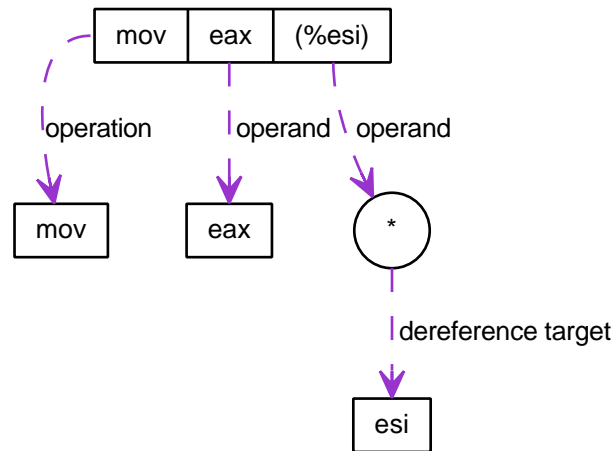 mov eax (%esi)
operation operand operand
mov eax *
dereference target
esi